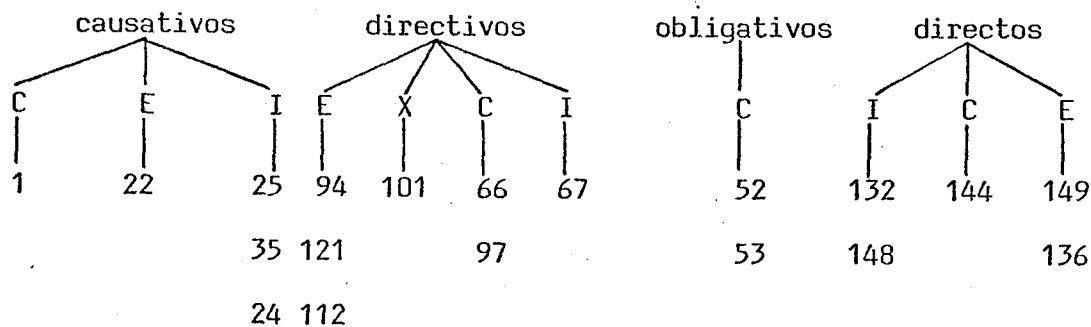 causativos directivos obligativos directos
C E I E X C I C I C E
1 22 25 94 101 66 67 52 132 144 149
35 121 97 53 148 136
24 112